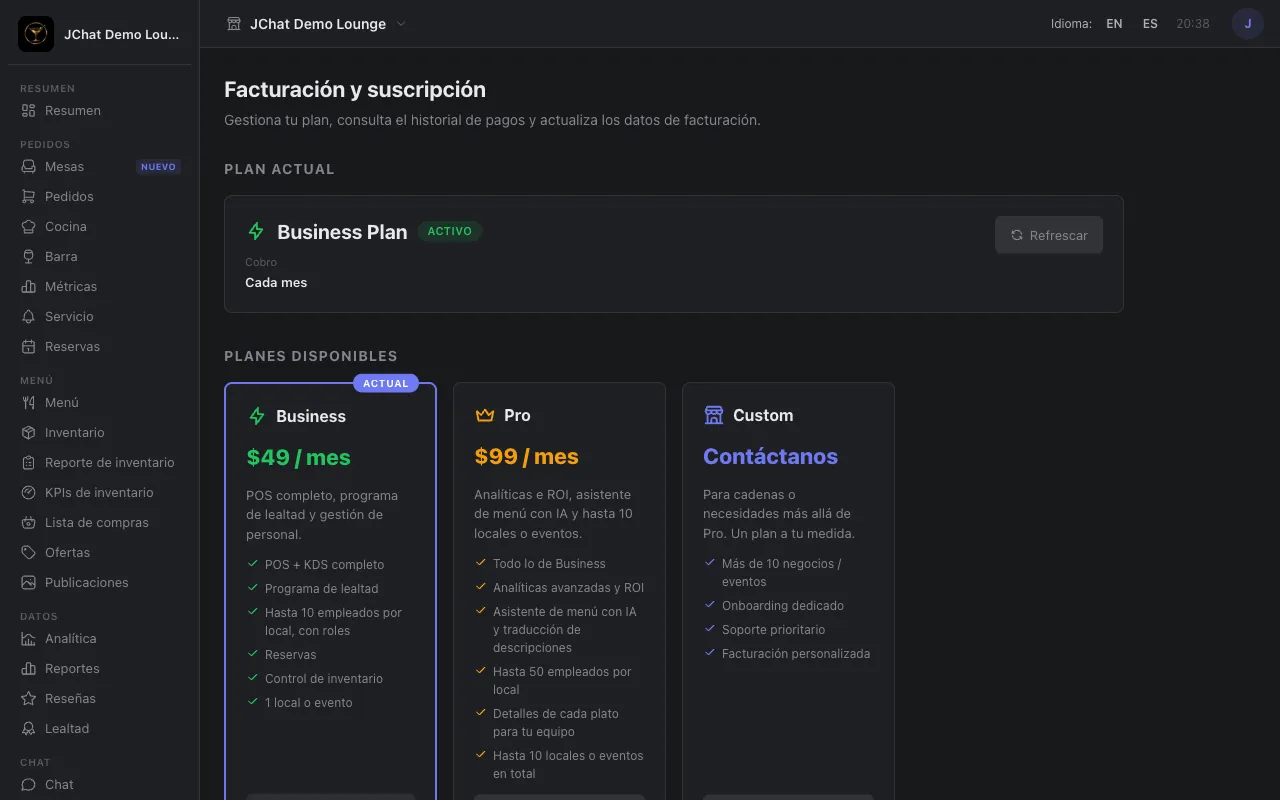 JChat Demo Lou...
JChat Demo Lounge
Idioma: EN ES 20:38 J
RESUMEN
Resumen
PEDIDOS
Mesas NUEVO
Pedidos
Cocina
Barra
Métricas
Servicio
Reservas
MENÚ
Menú
Inventario
Reporte de inventario
KPIs de inventario
Lista de compras
Ofertas
Publicaciones
DATOS
Analítica
Reportes
Reseñas
Lealtad
CHAT
Chat
Facturación y suscripción
Gestiona tu plan, consulta el historial de pagos y actualiza los datos de facturación.
PLAN ACTUAL
Business Plan ACTIVO
Refrescar
Cobro
Cada mes
PLANES DISPONIBLES
ACTUAL
Business
$49 / mes
POS completo, programa
de lealtad y gestión de
personal.
POS + KDS completo
Programa de lealtad
Hasta 10 empleados por
local, con roles
Reservas
Control de inventario
1 local o evento
Pro
$99 / mes
Analíticas e ROI, asistente
de menú con IA y hasta 10
locales o eventos.
Todo lo de Business
Analíticas avanzadas y ROI
Asistente de menú con IA
y traducción de
descripciones
Hasta 50 empleados por
local
Detalles de cada plato
para tu equipo
Hasta 10 locales o eventos
en total
Custom
Contáctanos
Para cadenas o
necesidades más allá de
Pro. Un plan a tu medida.
Más de 10 negocios /
eventos
Onboarding dedicado
Soporte prioritario
Facturación personalizada